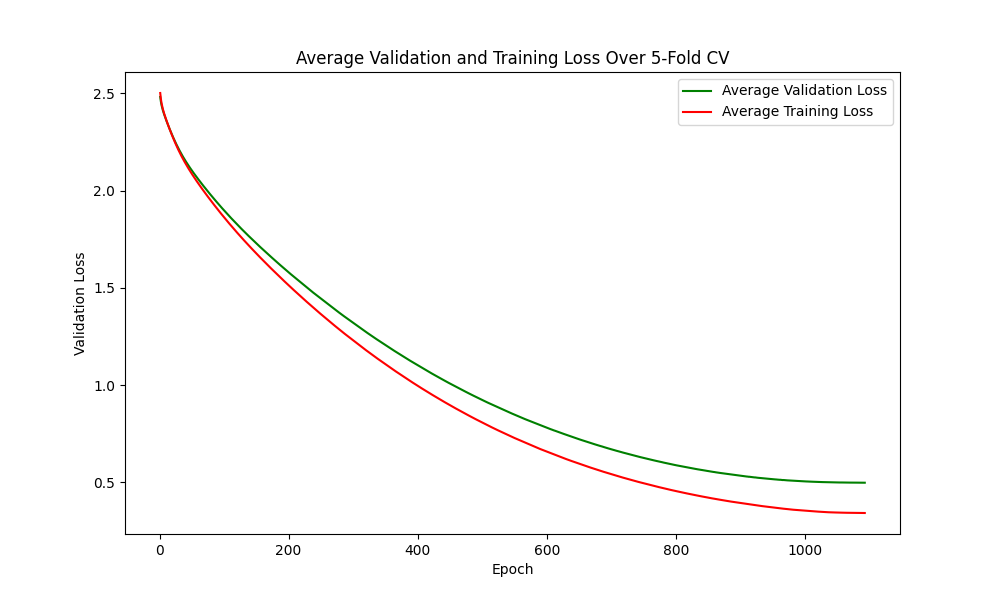 Average Validation and Training Loss Over 5-Fold CV
Average Validation Loss
Average Training Loss
2.5
2.0
1.5
1.0
0.5
Validation Loss
0 200 400 600 800 1000
Epoch